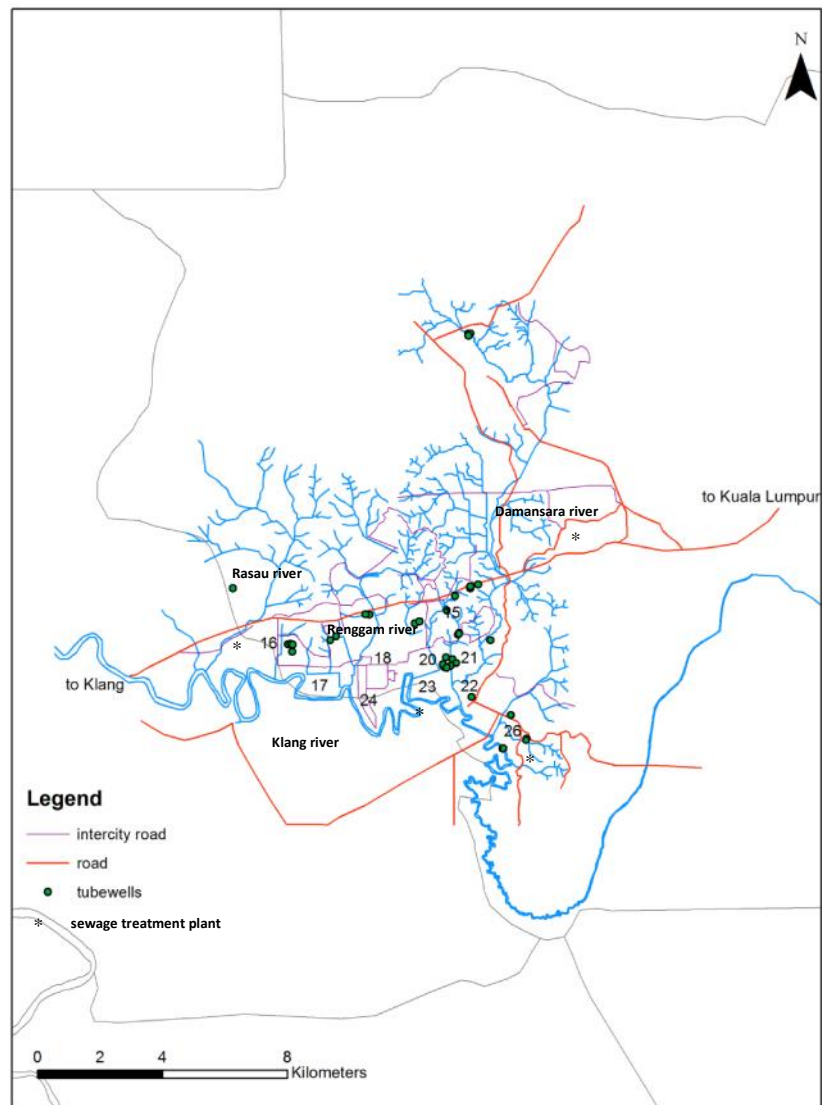 N
to Kuala Lumpur
Damansara river
*
Rasau river
15
Renggam river
16
*
18
20
21
to Klang
17
23
22
24
*
26
Klang river
*
Legend
intercity road
road
tubewells
* sewage treatment plant
0 2 4 8
Kilometers